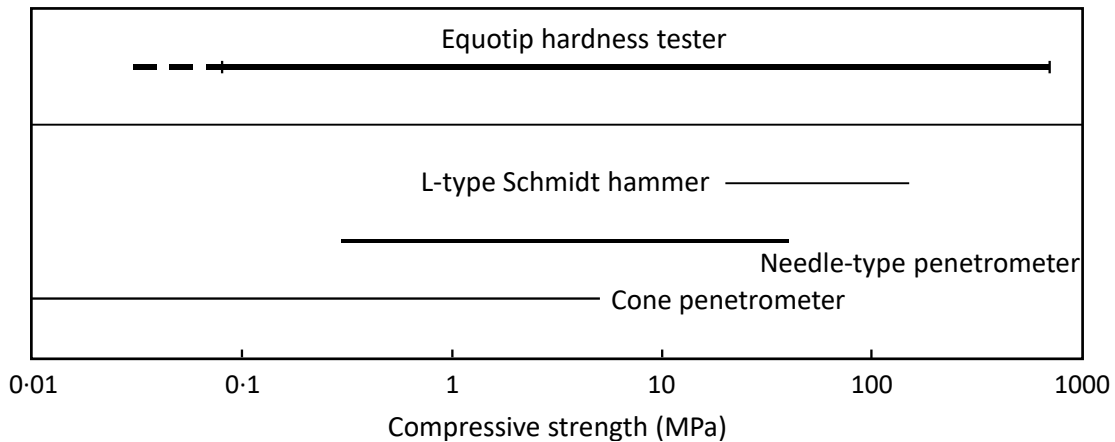 Equotip hardness tester
L-type Schmidt hammer
Needle-type penetrometer
Cone penetrometer
0·01 0·1 1 10 100 1000
Compressive strength (MPa)